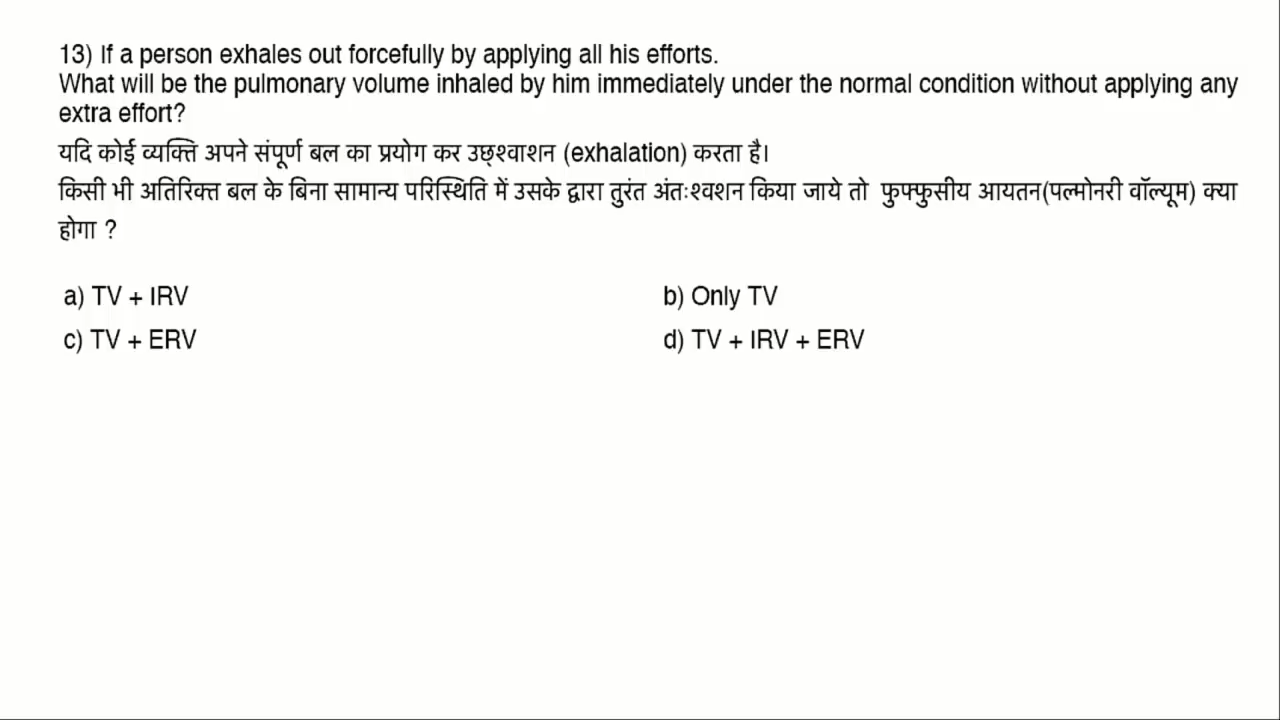 13) If a person exhales out forcefully by applying all his efforts.
What will be the pulmonary volume inhaled by him immediately under the normal condition without applying any
extra effort?
यदि कोई व्यक्ति अपने संपूर्ण बल का प्रयोग कर उछ्श्वाशन (exhalation) करता है।
किसी भी अतिरिक्त बल के बिना सामान्य परिस्थिति में उसके द्वारा तुरंत अंतःश्वशन किया जाये तो फुफ्फुसीय आयतन(पल्मोनरी वॉल्यूम) क्या
होगा ?
a) TV + IRV b) Only TV
c) TV + ERV d) TV + IRV + ERV